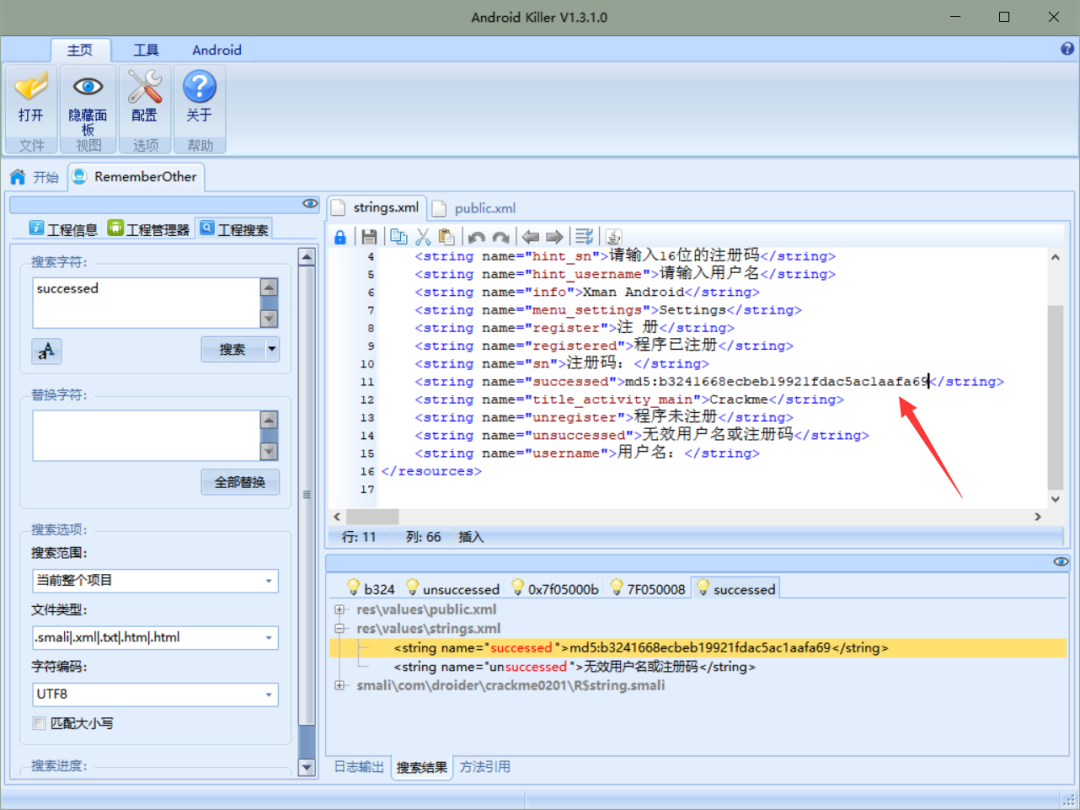 Android Killer V1.3.1.0
主页 工具 Android
打开 隐藏面板 配置 关于
文件 视图 选项 帮助
开始 RememberOther
工程信息 工程管理器 工程搜索
搜索字符:
successed
搜索
替换字符:
全部替换
搜索选项:
搜索范围:
当前整个项目
文件类型:
.smali|.xml|.txt|.htm|.html
字符编码:
UTF8
匹配大小写
搜索进度:
strings.xml public.xml
4 <string name="hint_sn">请输入16位的注册码</string>
5 <string name="hint_username">请输入用户名</string>
6 <string name="info">Xman Android</string>
7 <string name="menu_settings">Settings</string>
8 <string name="register">注 册</string>
9 <string name="registered">程序已注册</string>
10 <string name="sn">注册码: </string>
11 <string name="successed">md5:b3241668ecbeb19921fdac5ac1aafa69</string>
12 <string name="title_activity_main">Crackme</string>
13 <string name="unregister">程序未注册</string>
14 <string name="unsuccessed">无效用户名或注册码</string>
15 <string name="username">用户名: </string>
16 </resources>
17
行: 11 列: 66 插入
b324 unsuccessed 0x7f05000b 7F050008 successed
res\values\public.xml
res\values\strings.xml
<string name="successed">md5:b3241668ecbeb19921fdac5ac1aafa69</string>
<string name="unsuccessed">无效用户名或注册码</string>
smali\com\droider\crackme0201\R$string.smali
日志输出 搜索结果 方法引用